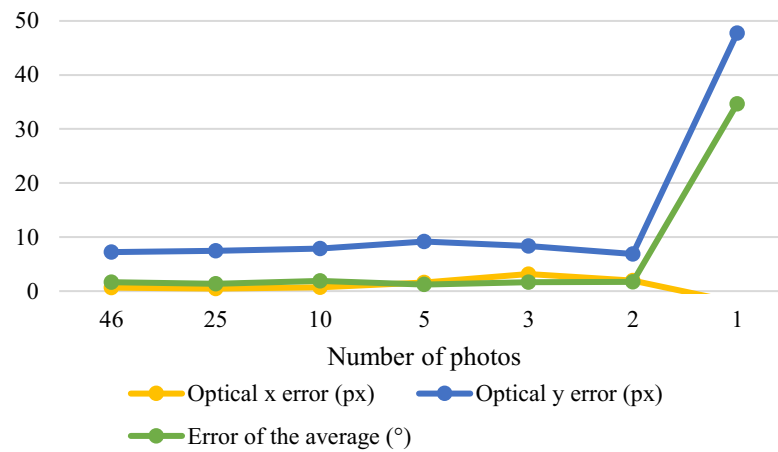 50
40
30
20
10
0
46 25 10 5 3 2 1
Number of photos
Optical x error (px) Optical y error (px)
Error of the average (°)